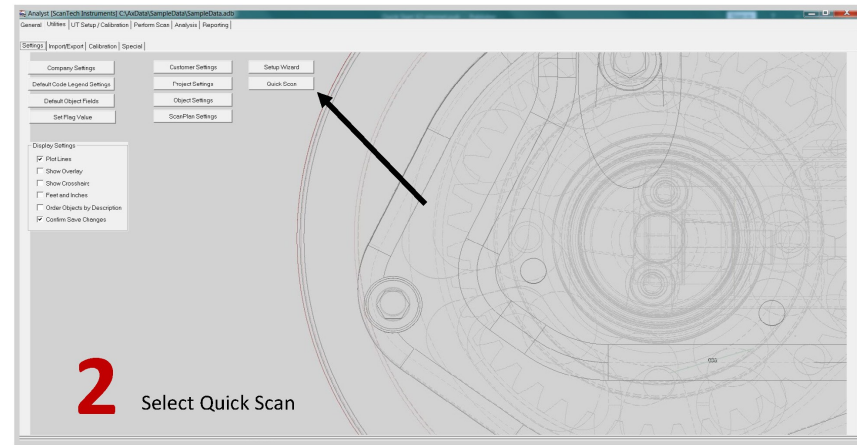 Analyst [ScanTech Instruments] C:\AxData\SampleData\SampleData.adb
General Utilities UT Setup / Calibration Perform Scan Analysis Reporting
Settings Import/Export Calibration Special
Company Settings Customer Settings Setup Wizard
Default Code Legend Settings Project Settings Quick Scan
Default Object Fields Object Settings
Set Flag Value ScanPlan Settings
Display Settings
Plot Lines
Show Overlay
Show Crosshairs
Feet and Inches
Order Objects by Description
Confirm Save Changes
2 Select Quick Scan